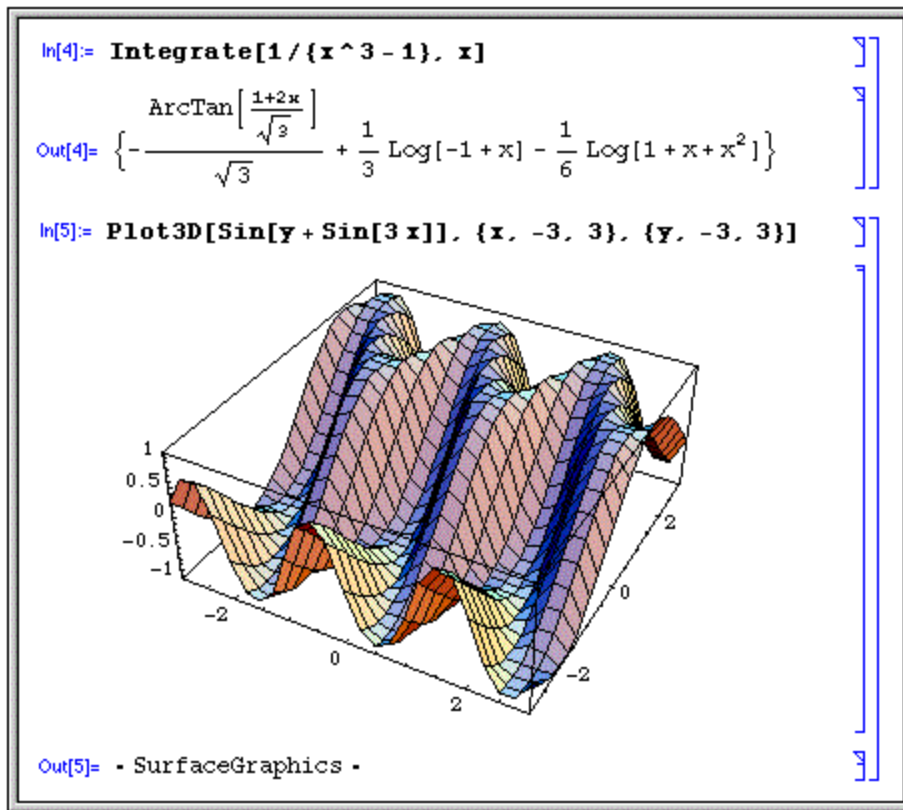 In[4]:= Integrate[1/{x^3-1}, x]
Out[4]= {-ArcTan[(1+2x)/√3]/√3 + 1/3 Log[-1+x] - 1/6 Log[1+x+x²]}
In[5]:= Plot3D[Sin[y+Sin[3 x]], {x, -3, 3}, {y, -3, 3}]
1
0.5
0
-0.5
-1
-2
0
2
-2
0
2
Out[5]= - SurfaceGraphics -